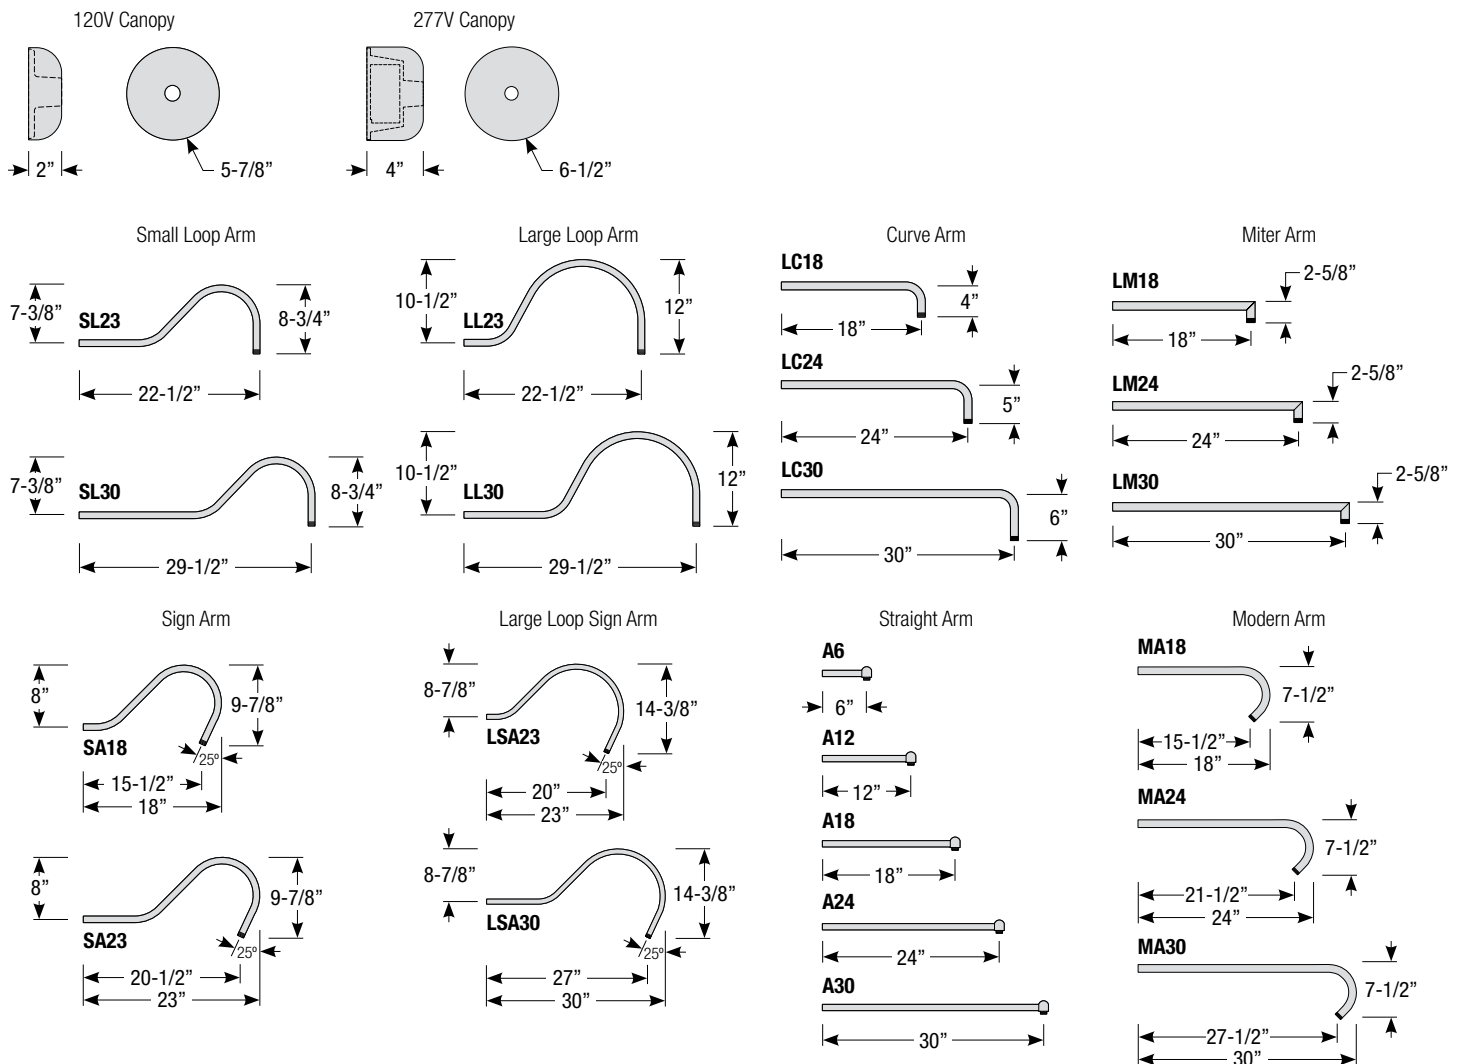 120V Canopy
277V Canopy
2”
5-7/8”
4”
6-1/2”
Small Loop Arm
7-3/8”
SL23
8-3/4”
22-1/2”
7-3/8”
SL30
8-3/4”
29-1/2”
Large Loop Arm
10-1/2”
LL23
12”
22-1/2”
10-1/2”
LL30
12”
29-1/2”
Curve Arm
LC18
4”
18”
LC24
5”
24”
LC30
6”
30”
Miter Arm
LM18
2-5/8”
18”
LM24
2-5/8”
24”
LM30
2-5/8”
30”
Sign Arm
8”
9-7/8”
SA18
25º
15-1/2”
18”
8”
9-7/8”
SA23
25º
20-1/2”
23”
Large Loop Sign Arm
8-7/8”
14-3/8”
LSA23
25º
20”
23”
8-7/8”
14-3/8”
LSA30
25º
27”
30”
Straight Arm
A6
6”
A12
12”
A18
18”
A24
24”
A30
30”
Modern Arm
MA18
7-1/2”
15-1/2”
18”
MA24
7-1/2”
21-1/2”
24”
MA30
7-1/2”
27-1/2”
30”